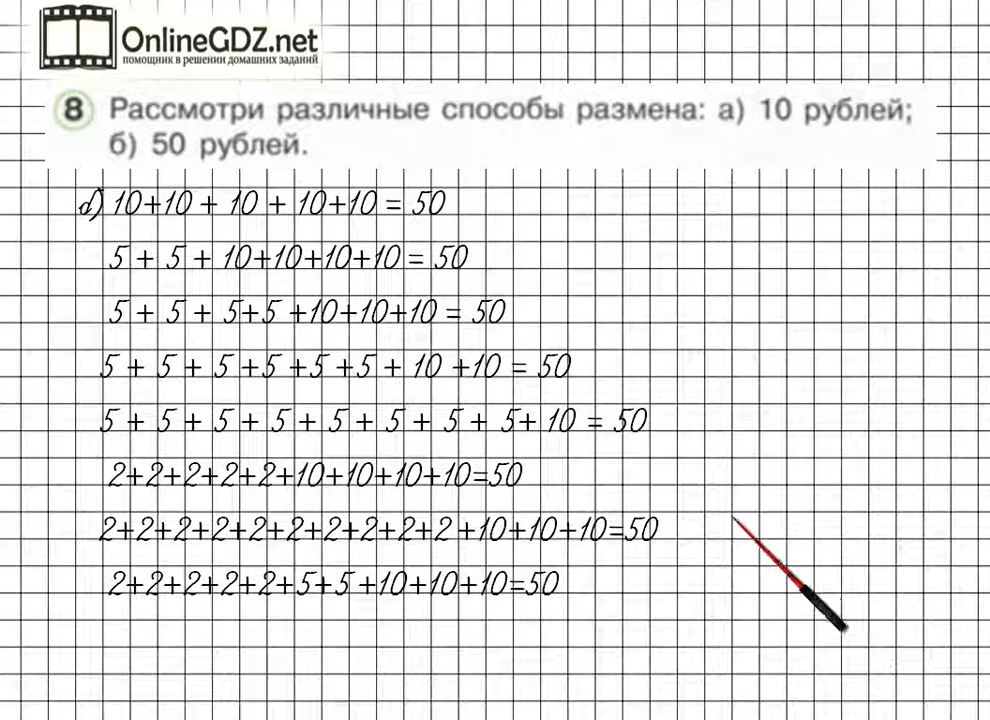 OnlineGDZ.net
помощник в решении домашних заданий
8 Рассмотри различные способы размена: а) 10 рублей;
б) 50 рублей.
а) 10+10 + 10 + 10+10 = 50
5 + 5 + 10+10+10+10 = 50
5 + 5 + 5+5 +10+10+10 = 50
5 + 5 + 5 +5 +5 +5 + 10 +10 = 50
5 + 5 + 5 + 5 + 5 + 5 + 5 + 5+ 10 = 50
2+2+2+2+2+10+10+10+10=50
2+2+2+2+2+2+2+2+2+2+10+10+10=50
2+2+2+2+2+5+5+10+10+10=50